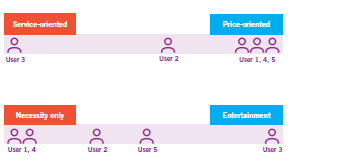 Service-oriented Price-oriented
User 3 User 2 User 1, 4, 5
Necessity only Entertainment
User 1, 4 User 2 User 5 User 3